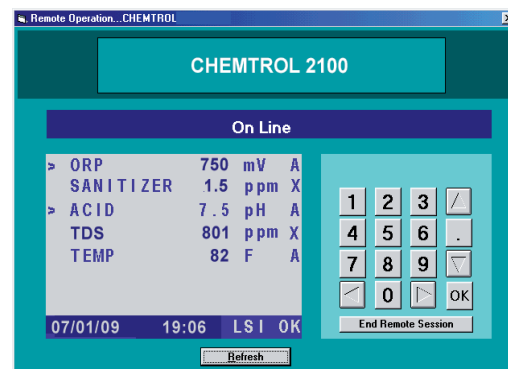 Remote Operation...CHEMTROL
CHEMTROL 2100
On Line
> ORP 750 mV A
SANITIZER 1.5 ppm X
> ACID 7.5 pH A
TDS 801 ppm X
TEMP 82 F A
07/01/09 19:06 LSI OK
1 2 3
4 5 6 .
7 8 9
0 OK
End Remote Session
Refresh